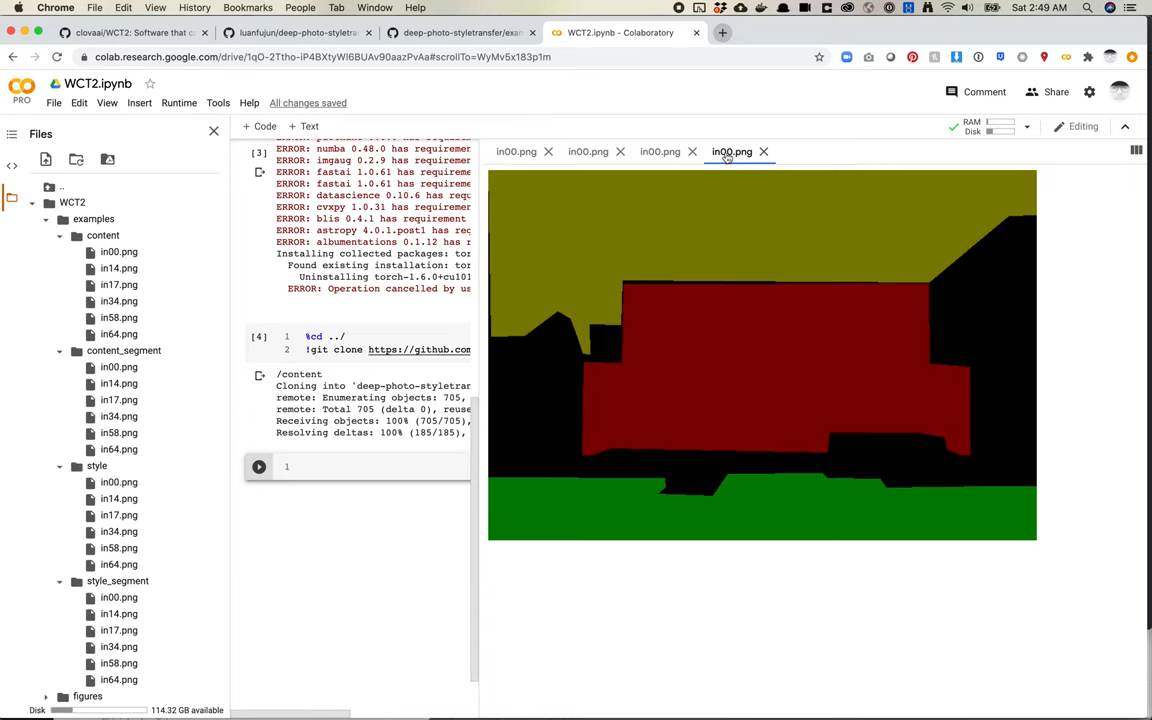 Chrome File Edit View History Bookmarks People Tab Window Help Sat 2:49 AM
clovaai/WCT2: Software that c luanfujun/deep-photo-styletra deep-photo-styletransfer/exam WCT2.ipynb - Colaboratory
colab.research.google.com/drive/1qO-2Ttho-iP4BXtyWl6BUAv90aazPvAa#scrollTo=WyMv5x183p1m
CO
PRO
WCT2.ipynb
Comment Share
File Edit View Insert Runtime Tools Help All changes saved
+ Code + Text
RAM
Disk
Editing
Files
..
WCT2
examples
content
in00.png
in14.png
in17.png
in34.png
in58.png
in64.png
content_segment
in00.png
in14.png
in17.png
in34.png
in58.png
in64.png
style
in00.png
in14.png
in17.png
in34.png
in58.png
in64.png
style_segment
in00.png
in14.png
in17.png
in34.png
in58.png
in64.png
figures
Disk 114.32 GB available
[3]
ERROR: numba 0.48.0 has requirement
ERROR: imgaug 0.2.9 has requirement
ERROR: fastai 1.0.61 has requirement
ERROR: fastai 1.0.61 has requirement
ERROR: datascience 0.10.6 has requir
ERROR: cvxpy 1.0.31 has requirement
ERROR: blis 0.4.1 has requirement
ERROR: astropy 4.0.1.post1 has requ
ERROR: albumentations 0.1.12 has r
Installing collected packages: tor
Found existing installation: tor
Uninstalling torch-1.6.0+cu101
ERROR: Operation cancelled by us
[4] 1 %cd ../
2 !git clone https://github.com
/content
Cloning into 'deep-photo-styletran
remote: Enumerating objects: 705,
remote: Total 705 (delta 0), reuse
Receiving objects: 100% (705/705),
Resolving deltas: 100% (185/185),
1
in00.png in00.png in00.png in00.png